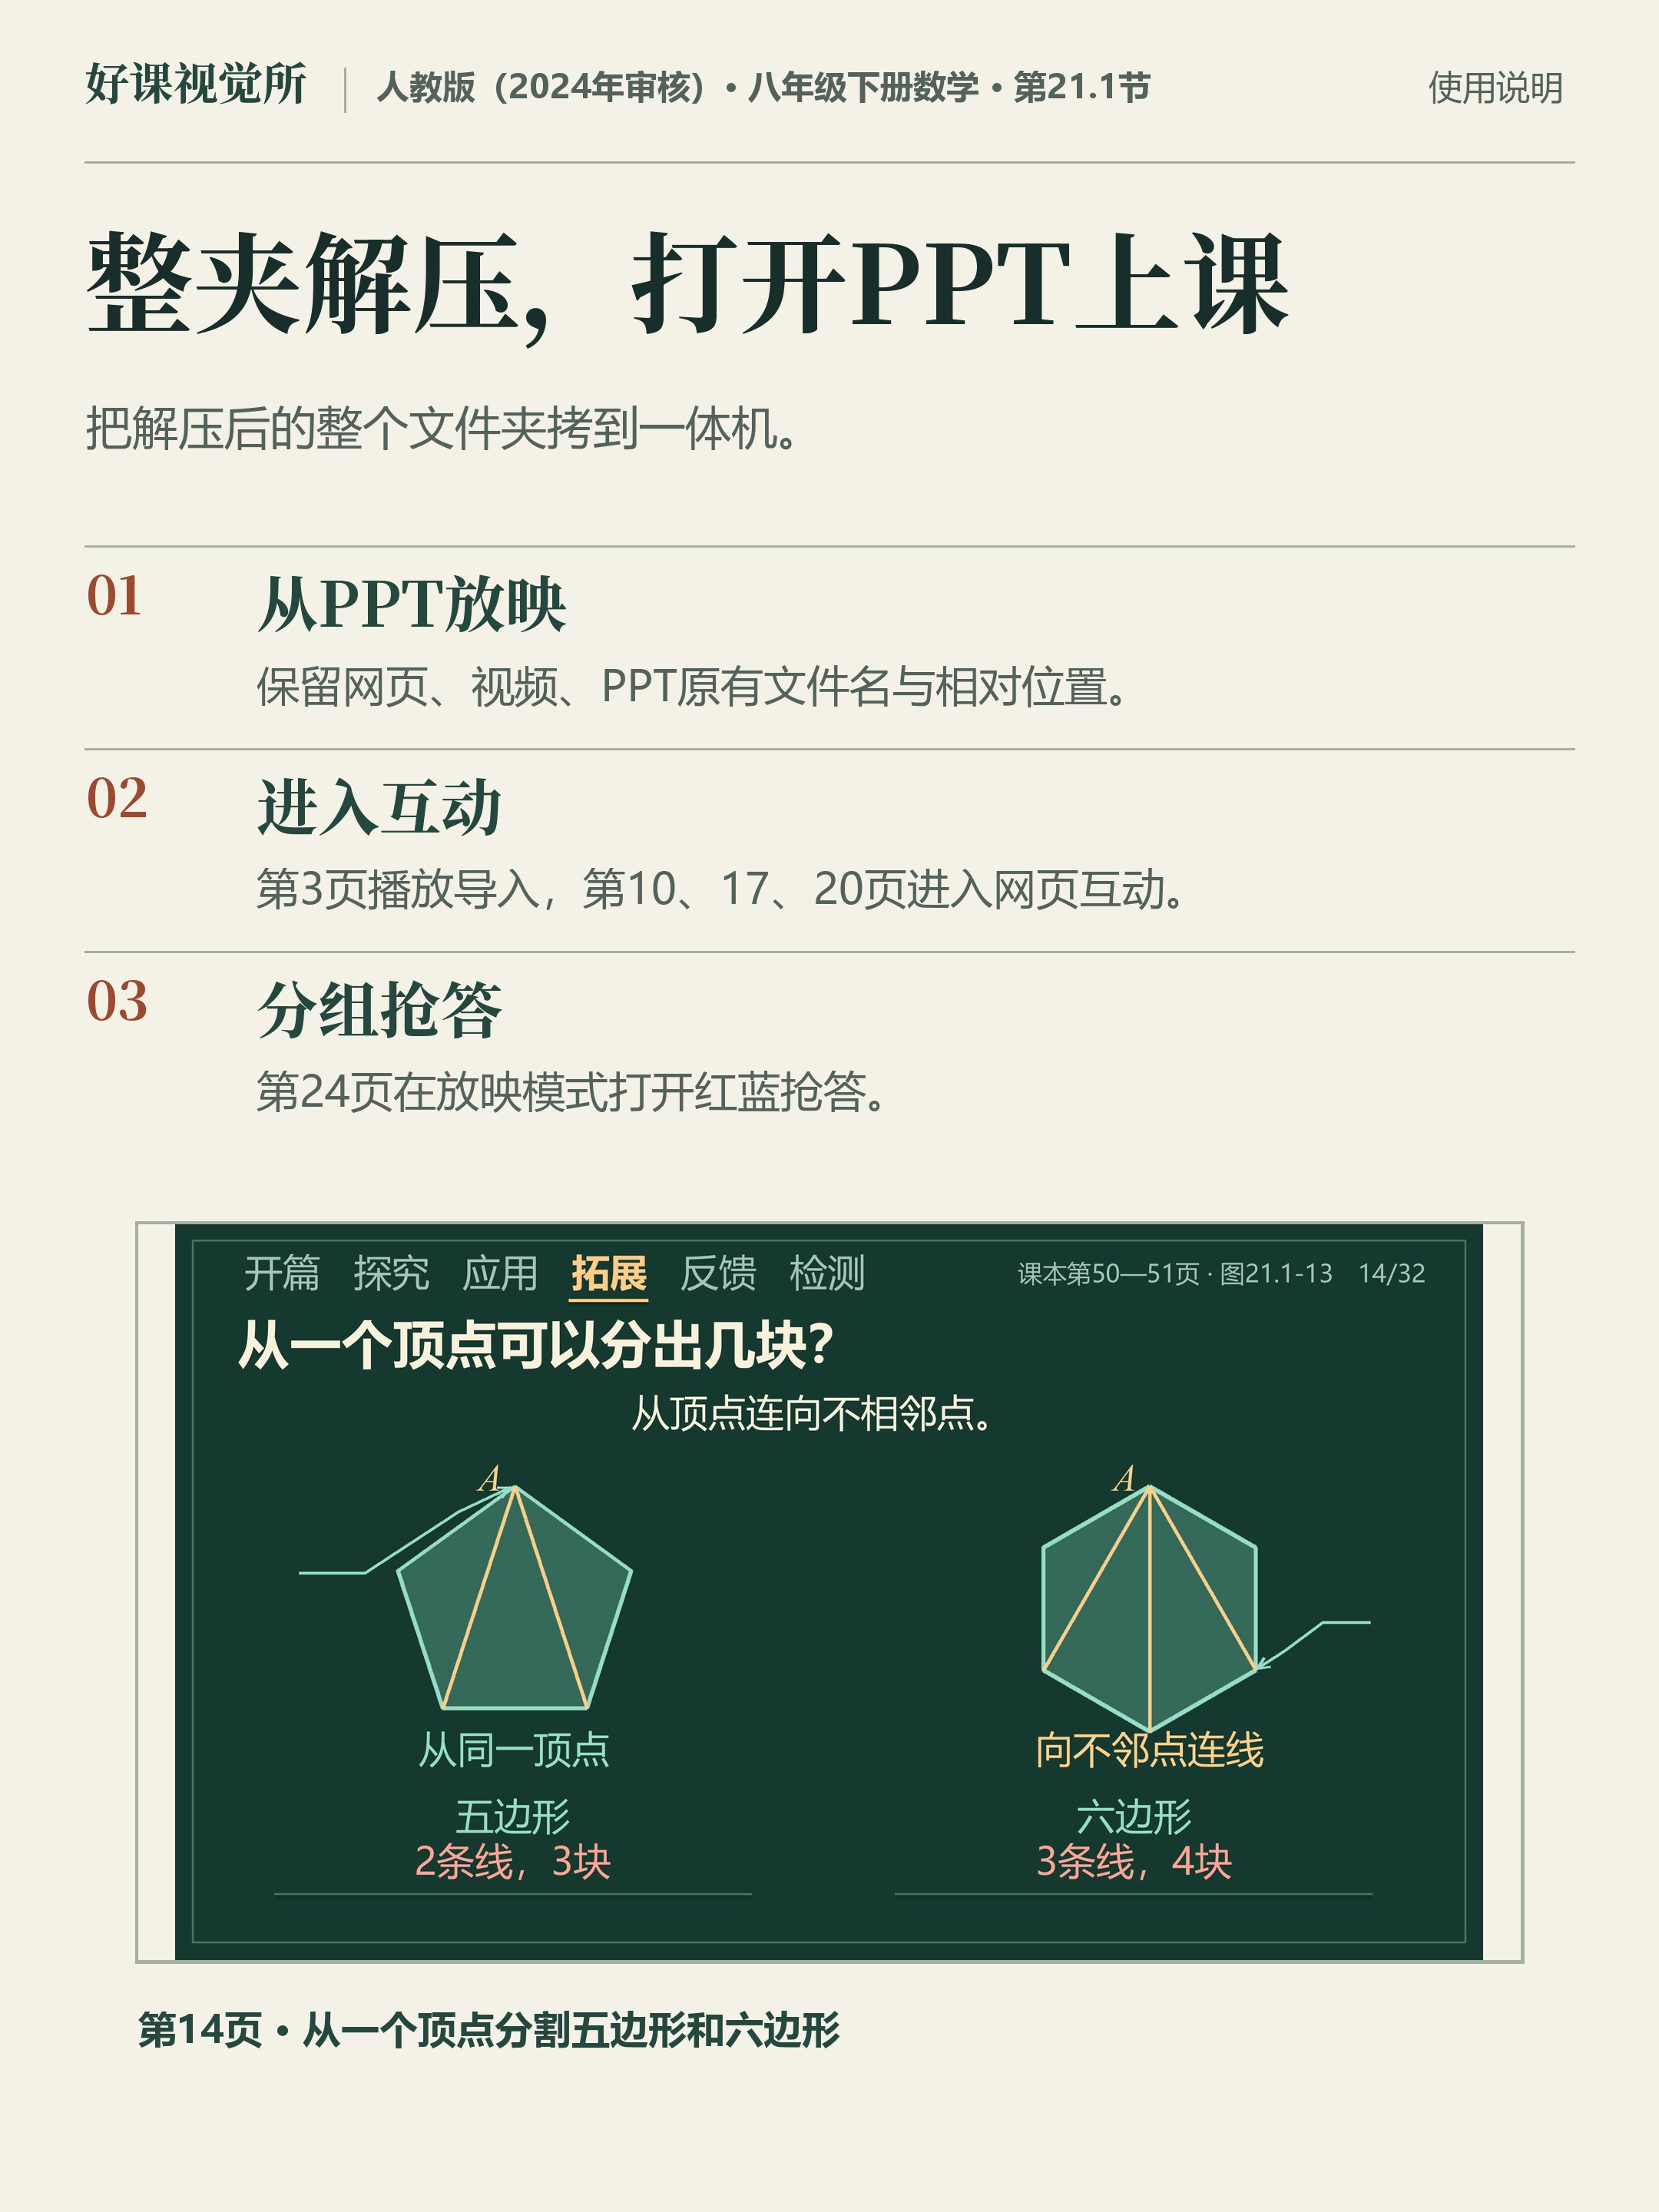 好课视觉所
人教版（2024年审核）·八年级下册数学·第21.1节
使用说明
整夹解压，打开PPT上课
把解压后的整个文件夹拷到一体机。
01
从PPT放映
保留网页、视频、PPT原有文件名与相对位置。
02
进入互动
第3页播放导入，第10、17、20页进入网页互动。
03
分组抢答
第24页在放映模式打开红蓝抢答。
开篇 探究 应用 拓展 反馈 检测
课本第50—51页·图21.1-13 14/32
从一个顶点可以分出几块？
从顶点连向不相邻点。
A
A
从同一顶点
向不邻点连线
五边形
六边形
2条线，3块
3条线，4块
第14页·从一个顶点分割五边形和六边形